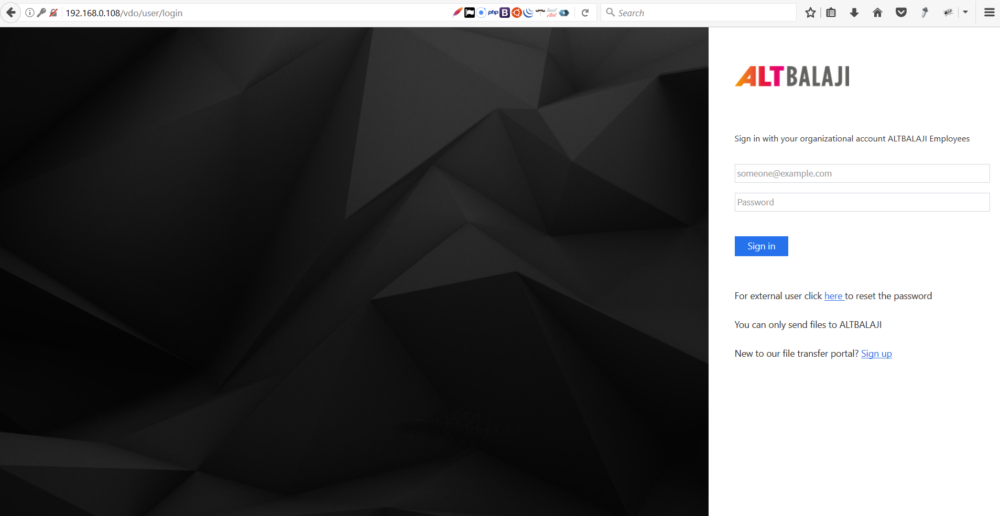 192.168.0.108/vdo/user/login
php
B
Search
ALTBALAJI
Sign in with your organizational account ALTBALAJI Employees
someone@example.com
Password
Sign in
For external user click here to reset the password
You can only send files to ALTBALAJI
New to our file transfer portal? Sign up